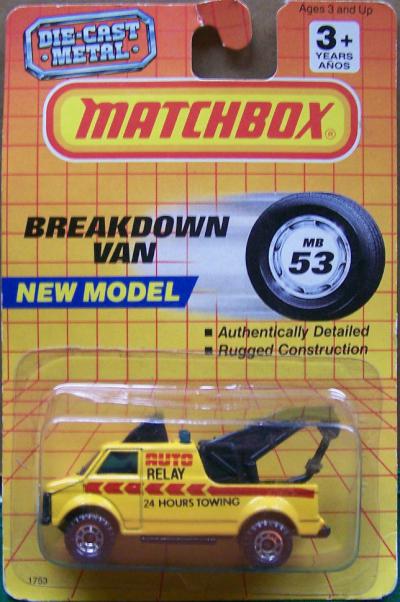 DIE-CAST
METAL
Ages 3 and Up
3+
YEARS
AÑOS
MATCHBOX®
BREAKDOWN
VAN
MB
53
NEW MODEL
■ Authentically Detailed
■ Rugged Construction
AUTO
RELAY
24 HOURS TOWING
1753